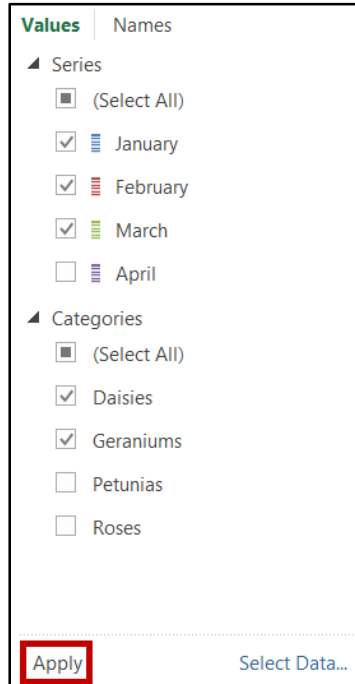 Values Names
Series
(Select All)
January
February
March
April
Categories
(Select All)
Daisies
Geraniums
Petunias
Roses
Apply Select Data...